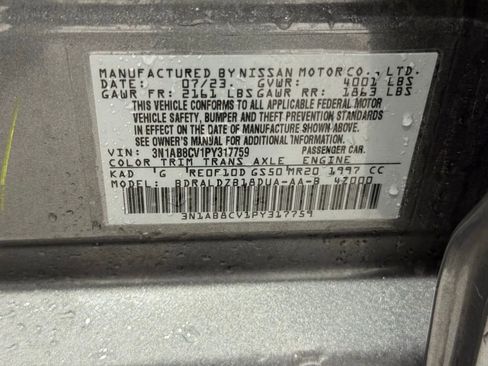 MANUFACTURED BY NISSAN MOTOR CO., LTD.
DATE: 07/23 GVWR: 4001 LBS
GAWR FR: 2161 LBS GAWR RR: 1863 LBS
THIS VEHICLE CONFORMS TO ALL APPLICABLE FEDERAL MOTOR
VEHICLE SAFETY, BUMPER AND THEFT PREVENTION STANDARDS
IN EFFECT ON THE DATE OF MANUFACTURE SHOWN ABOVE.
SEE OWNER'S MANUAL FOR ADDITIONAL INFORMATION
VIN: 3N1AB8CV1PY317759 PASSENGER CAR
COLOR TRIM TRANS AXLE ENGINE
KAD G RE0F10D GS50 MR20 1997 CC
MODEL: BDRALDZB18DUA-AA-B 47000
3N1AB8CV1PY317759